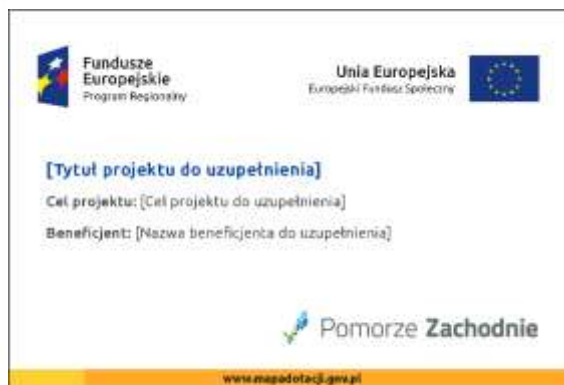 Fundusze
Europejskie
Program Regionalny
Unia Europejska
Europejski Fundusz Społeczny
[Tytuł projektu do uzupełnienia]
Cel projektu: [Cel projektu do uzupełnienia]
Beneficjent: [Nazwa beneficjenta do uzupełnienia]
Pomorze Zachodnie
www.mapadotacji.gov.pl